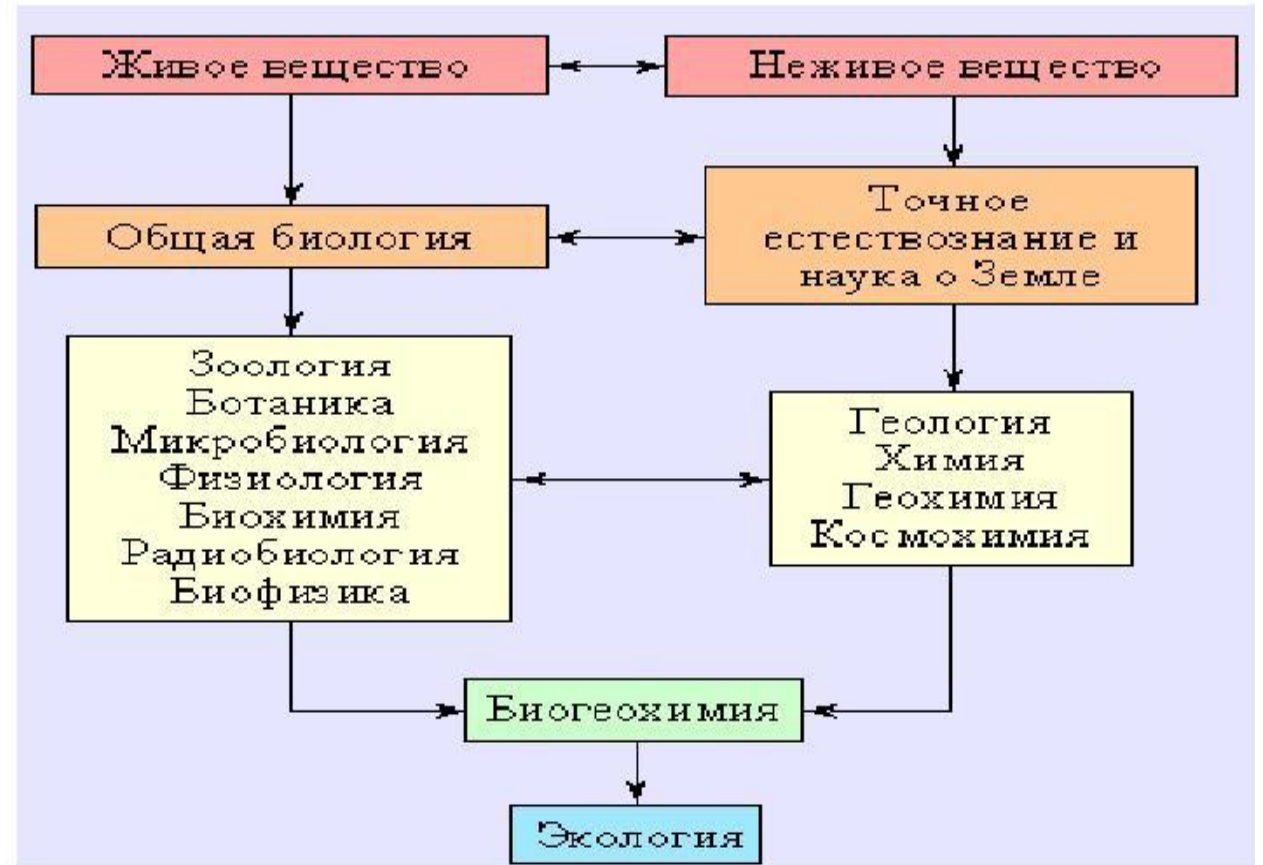 Живое вещество
Неживое вещество
Общая биология
Точное
естествознание и
наука о Земле
Зоология
Ботаника
Микробиология
Физиология
Биохимия
Радиобиология
Биофизика
Геология
Химия
Геохимия
Космохимия
Биогеохимия
Экология